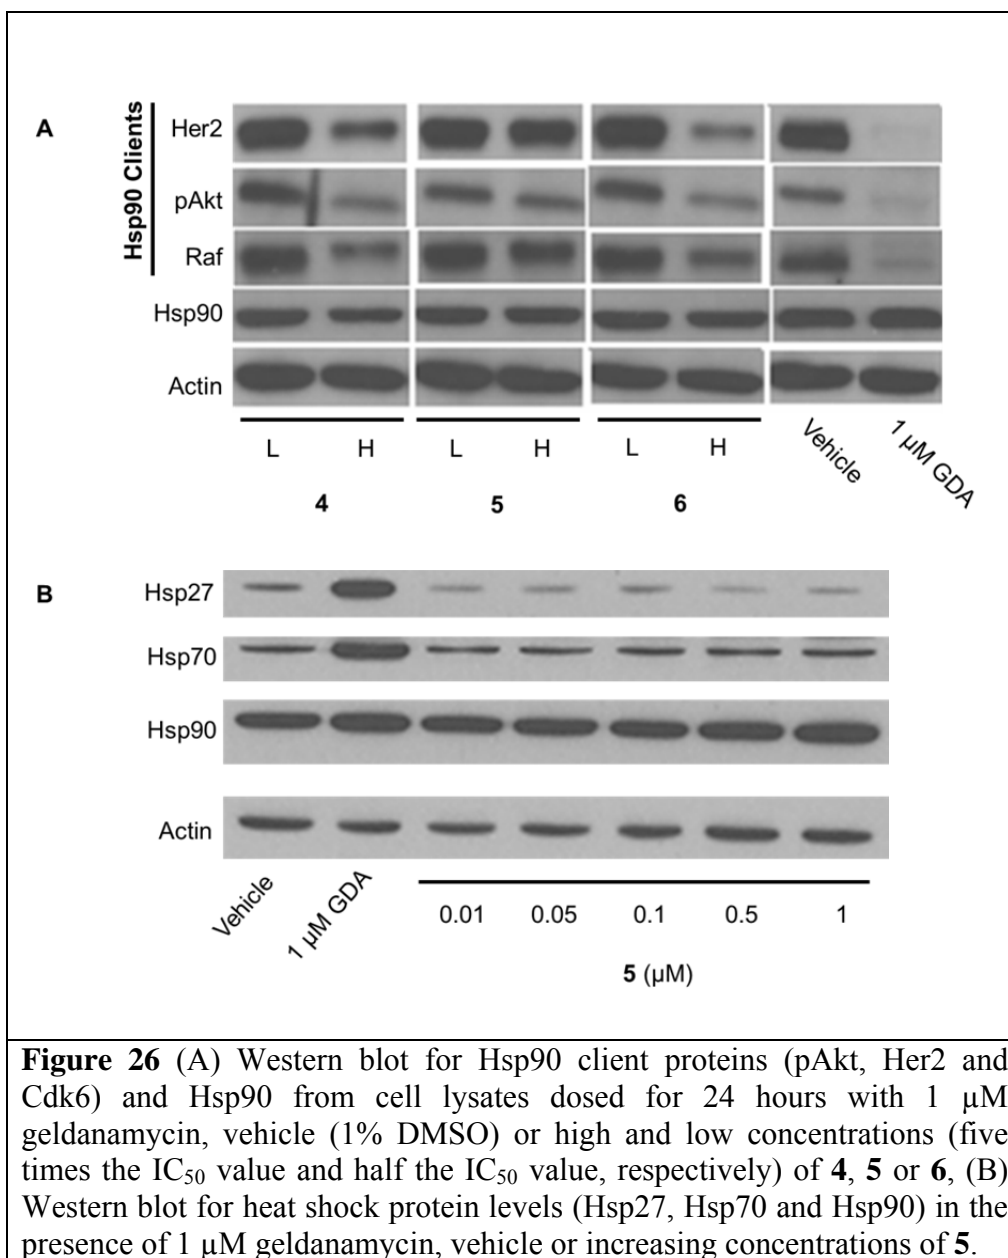 A
Hsp90 Clients
Her2
pAkt
Raf
Hsp90
Actin
L H L H L H Vehicle 1 µM GDA
4 5 6
B
Hsp27
Hsp70
Hsp90
Actin
Vehicle 1 µM GDA 0.01 0.05 0.1 0.5 1
5 (µM)
Figure 26 (A) Western blot for Hsp90 client proteins (pAkt, Her2 and
Cdk6) and Hsp90 from cell lysates dosed for 24 hours with 1 µM
geldanamycin, vehicle (1% DMSO) or high and low concentrations (five
times the IC50 value and half the IC50 value, respectively) of 4, 5 or 6, (B)
Western blot for heat shock protein levels (Hsp27, Hsp70 and Hsp90) in the
presence of 1 µM geldanamycin, vehicle or increasing concentrations of 5.